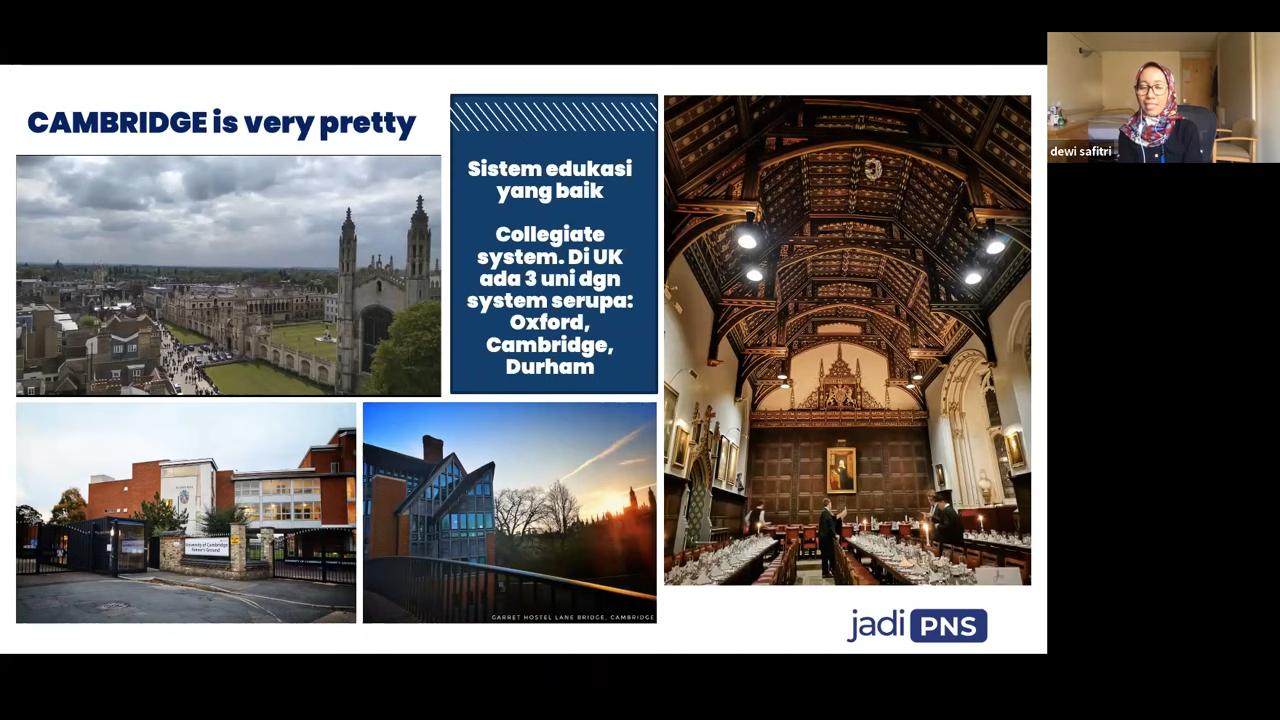 CAMBRIDGE is very pretty
Sistem edukasi
yang baik
Collegiate
system. Di UK
ada 3 uni dgn
system serupa:
Oxford,
Cambridge,
Durham
dewi safitri
University of Cambridge
GARRET HOSTEL LANE BRIDGE, CAMBRIDGE
jadi PNS